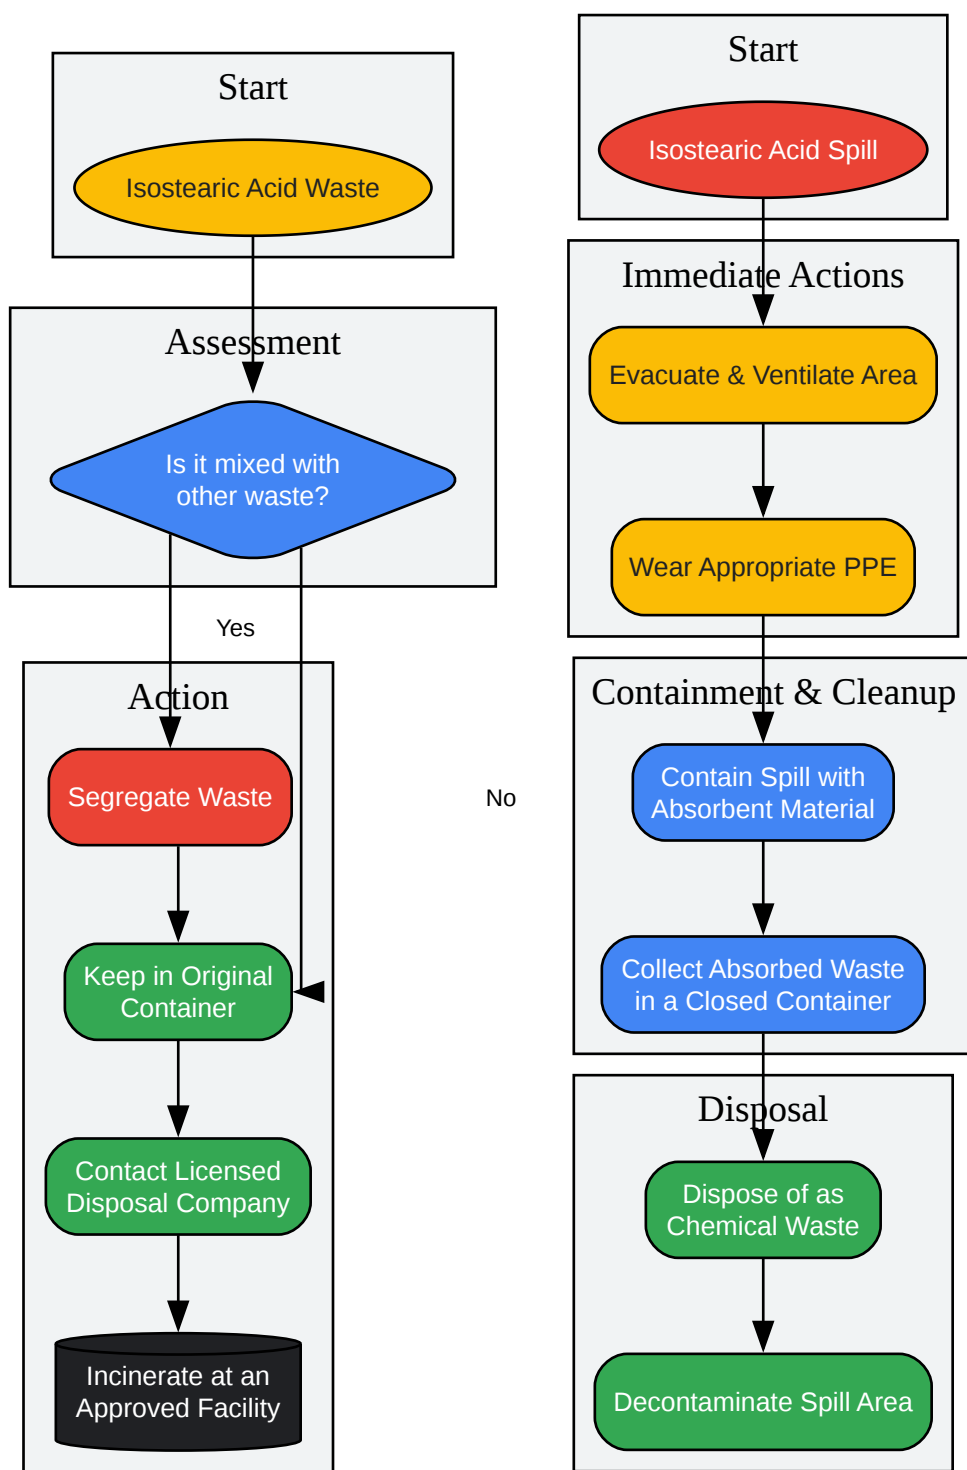 Start
Isostearic Acid Waste
Assessment
Is it mixed with
other waste?
Yes
No
Action
Segregate Waste
Keep in Original
Container
Contact Licensed
Disposal Company
Incinerate at an
Approved Facility
Start
Isostearic Acid Spill
Immediate Actions
Evacuate & Ventilate Area
Wear Appropriate PPE
Containment & Cleanup
Contain Spill with
Absorbent Material
Collect Absorbed Waste
in a Closed Container
Disposal
Dispose of as
Chemical Waste
Decontaminate Spill Area